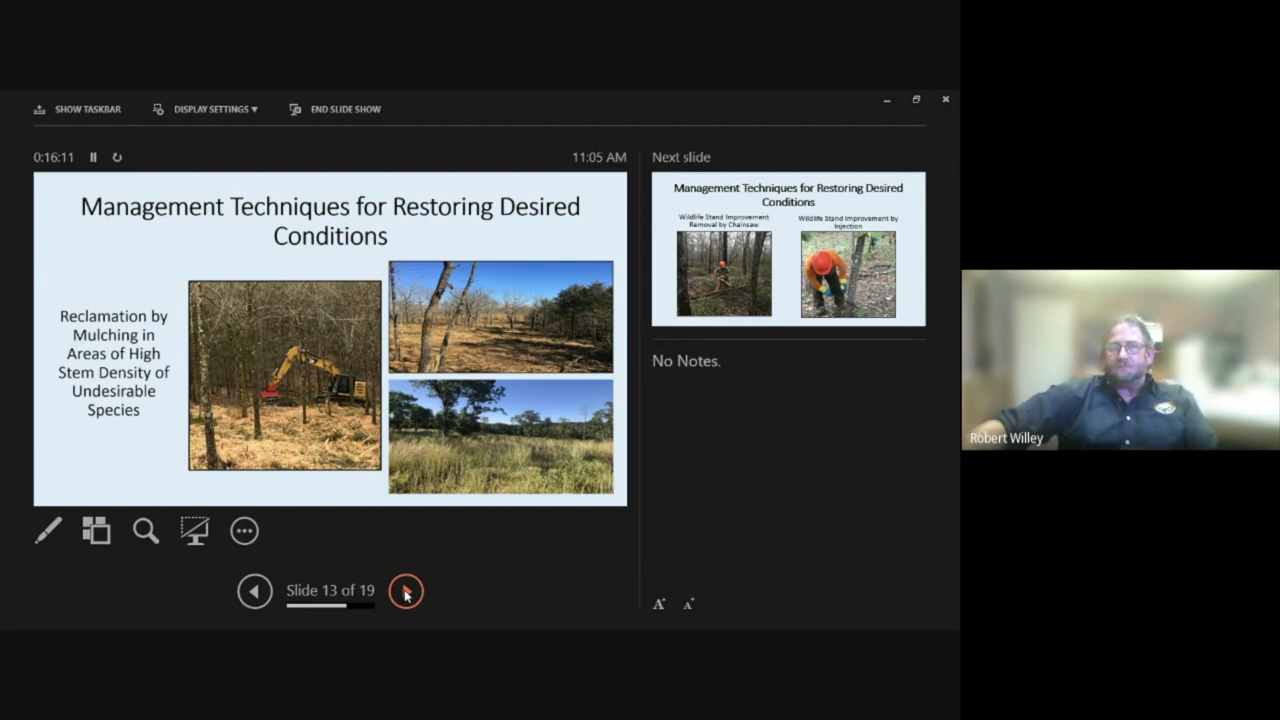 SHOW TASKBAR
DISPLAY SETTINGS
END SLIDE SHOW
0:16:11
11:05 AM
Management Techniques for Restoring Desired
Conditions
Reclamation by
Mulching in
Areas of High
Stem Density of
Undesirable
Species
Slide 13 of 19
Next slide
Management Techniques for Restoring Desired
Conditions
Wildlife Stand Improvement
Removal by Chainsaw
Wildlife Stand Improvement by
Injection
No Notes.
A
A
Robert Willey